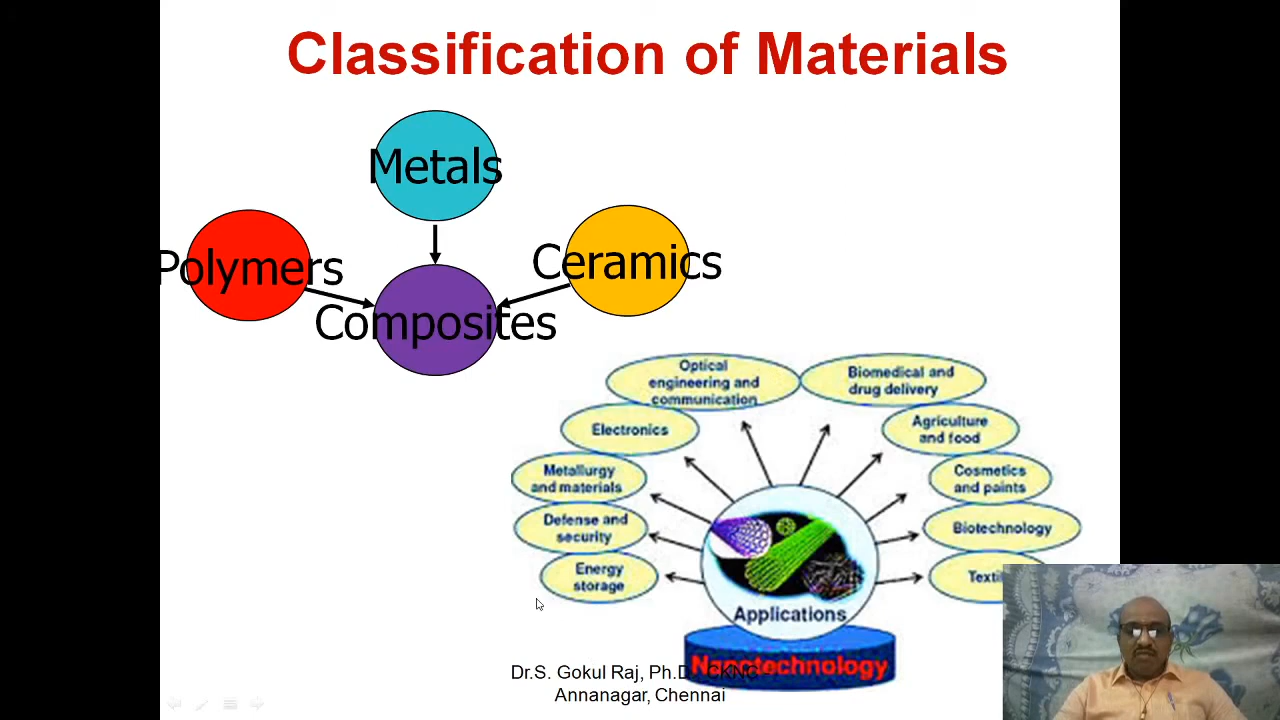 Classification of Materials
Metals
Polymers
Ceramics
Composites
Optical
engineering and
communication
Biomedical and
drug delivery
Electronics
Agriculture
and food
Metallurgy
and materials
Cosmetics
and paints
Defense and
security
Biotechnology
Energy
storage
Applications
Nanotechnology
Dr.S. Gokul Raj, Ph.D.
Annanagar, Chennai